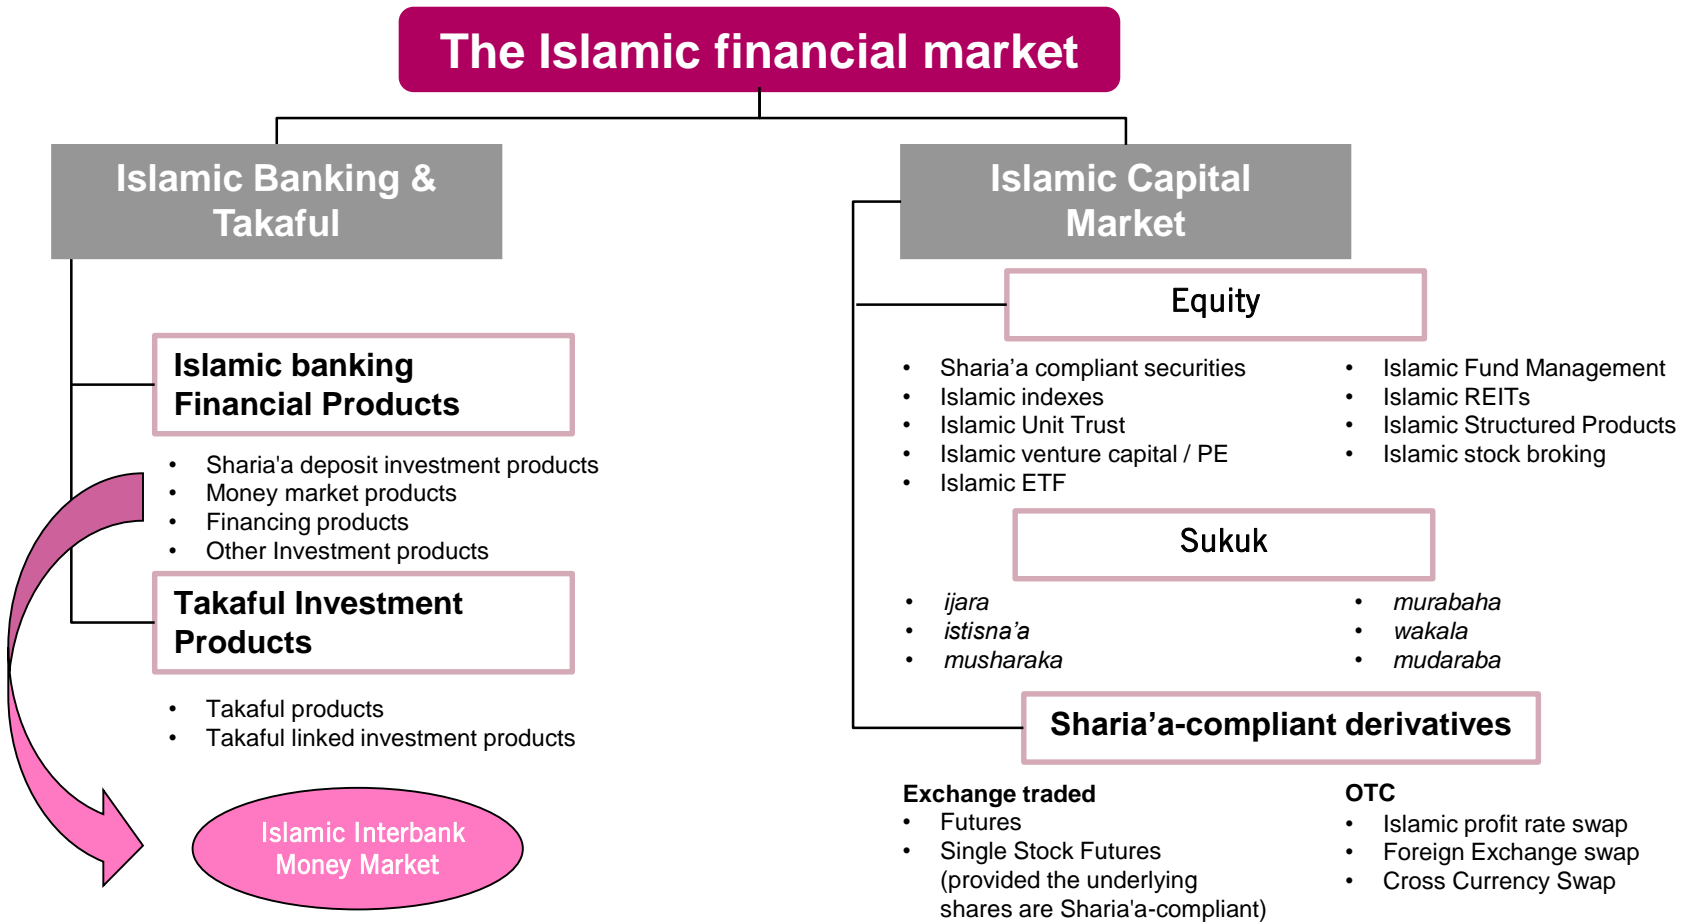 The Islamic financial market
Islamic Banking &
Takaful
Islamic banking
Financial Products
• Sharia'a deposit investment products
• Money market products
• Financing products
• Other Investment products
Takaful Investment
Products
• Takaful products
• Takaful linked investment products
Islamic Interbank
Money Market
Islamic Capital
Market
Equity
• Sharia’a compliant securities
• Islamic indexes
• Islamic Unit Trust
• Islamic venture capital / PE
• Islamic ETF
• Islamic Fund Management
• Islamic REITs
• Islamic Structured Products
• Islamic stock broking
Sukuk
• ijara
• istisna’a
• musharaka
• murabaha
• wakala
• mudaraba
Sharia’a-compliant derivatives
Exchange traded
• Futures
• Single Stock Futures
(provided the underlying
shares are Sharia'a-compliant)
OTC
• Islamic profit rate swap
• Foreign Exchange swap
• Cross Currency Swap